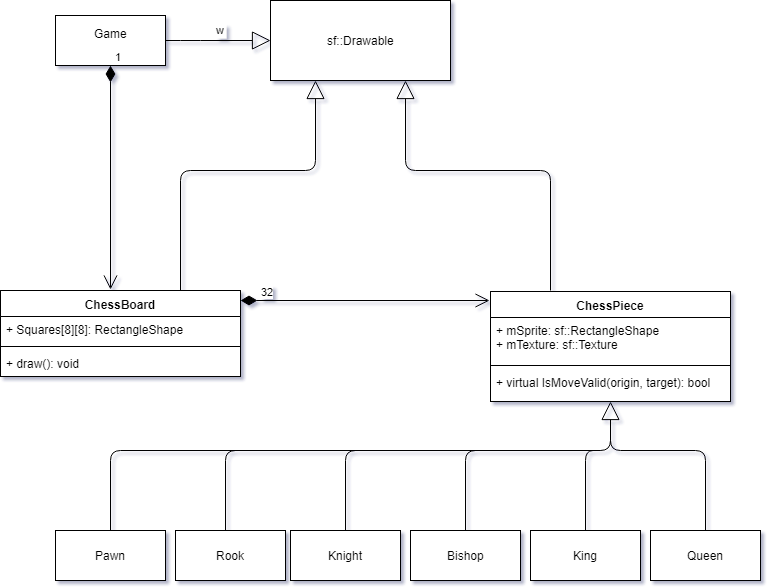 Game
1
w
sf::Drawable
ChessBoard
+ Squares[8][8]: RectangleShape
+ draw(): void
32
ChessPiece
+ mSprite: sf::RectangleShape
+ mTexture: sf::Texture
+ virtual IsMoveValid(origin, target): bool
Pawn
Rook
Knight
Bishop
King
Queen